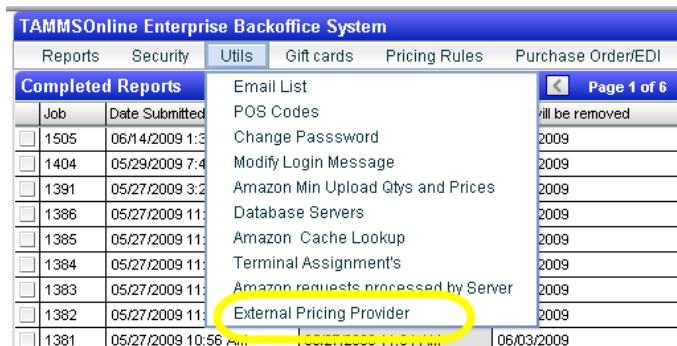 TAMMSOnline Enterprise Backoffice System
Reports Security Utils Gift cards Pricing Rules Purchase Order/EDI
Completed Reports < Page 1 of 6
Job Date Submitted will be removed
Email List
POS Codes
Change Passsword
Modify Login Message
Amazon Min Upload Qtys and Prices
Database Servers
Amazon Cache Lookup
Terminal Assignment's
Amazon requests processed by Server
External Pricing Provider
1505 06/14/2009 1:3 2009
1404 05/29/2009 7:4 2009
1391 05/27/2009 3:2 2009
1386 05/27/2009 11: 2009
1385 05/27/2009 11: 2009
1384 05/27/2009 11: 2009
1383 05/27/2009 11: 2009
1382 05/27/2009 11: 2009
1381 05/27/2009 10:56 AM 06/03/2009